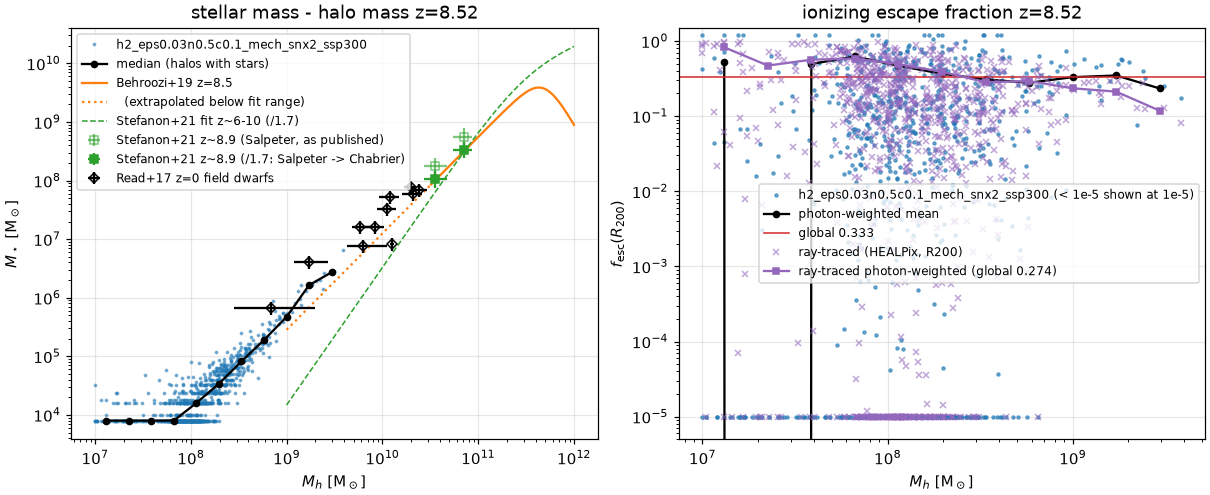 stellar mass - halo mass z=8.52
h2_eps0.03n0.5c0.1_mech_snx2_ssp300
median (halos with stars)
Behroozi+19 z=8.5
(extrapolated below fit range)
Stefanon+21 fit z~6-10 (/1.7)
Stefanon+21 z~8.9 (Salpeter, as published)
Stefanon+21 z~8.9 (/1.7: Salpeter -> Chabrier)
Read+17 z=0 field dwarfs
M⋆ [M⊙]
10¹⁰
10⁹
10⁸
10⁷
10⁶
10⁵
10⁴
10⁷ 10⁸ 10⁹ 10¹⁰ 10¹¹ 10¹²
Mₕ [M⊙]
ionizing escape fraction z=8.52
h2_eps0.03n0.5c0.1_mech_snx2_ssp300 (< 1e-5 shown at 1e-5)
photon-weighted mean
global 0.333
ray-traced (HEALPix, R200)
ray-traced photon-weighted (global 0.274)
fesc(R₂₀₀)
10⁰
10⁻¹
10⁻²
10⁻³
10⁻⁴
10⁻⁵
10⁷ 10⁸ 10⁹
Mₕ [M⊙]